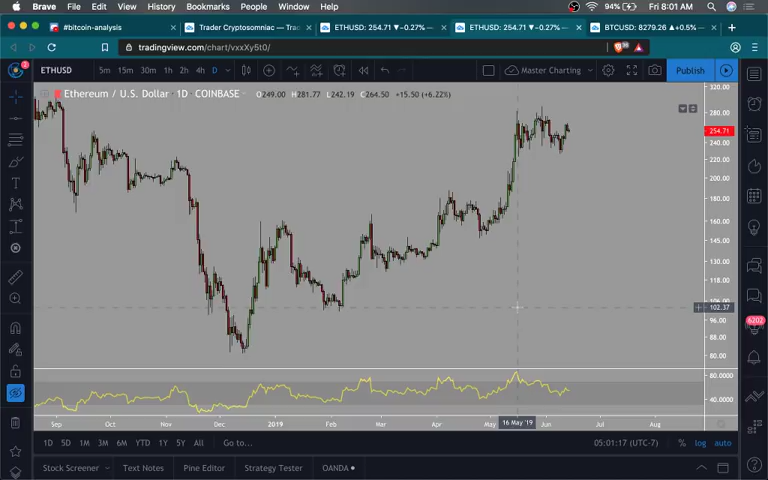 Brave File Edit View History Bookmarks People Window Help 94% Fri 8:01 AM
#bitcoin-analysis Trader Cryptosomniac — Tra ETHUSD: 254.71 ▼-0.27% ETHUSD: 254.71 ▼-0.27% BTCUSD: 8279.26 ▲+0.5%
tradingview.com/chart/vxxXy5t0/
2 ETHUSD 5m 15m 30m 1h 2h 4h D Master Charting Publish
Ethereum / U.S. Dollar · 1D · COINBASE O249.00 H281.77 L242.19 C264.50 +15.50 (+6.22%)
320.00
280.00
254.71
240.00
220.00
200.00
180.00
160.00
145.00
130.00
118.00
102.37
96.00
88.00
80.00
80.0000
40.0000
6202
Sep Oct Nov Dec 2019 Feb Mar Apr May 16 May '19 Jun Jul Aug
1D 5D 1M 3M 6M YTD 1Y 5Y All Go to... 05:01:17 (UTC-7) % log auto
Stock Screener Text Notes Pine Editor Strategy Tester OANDA